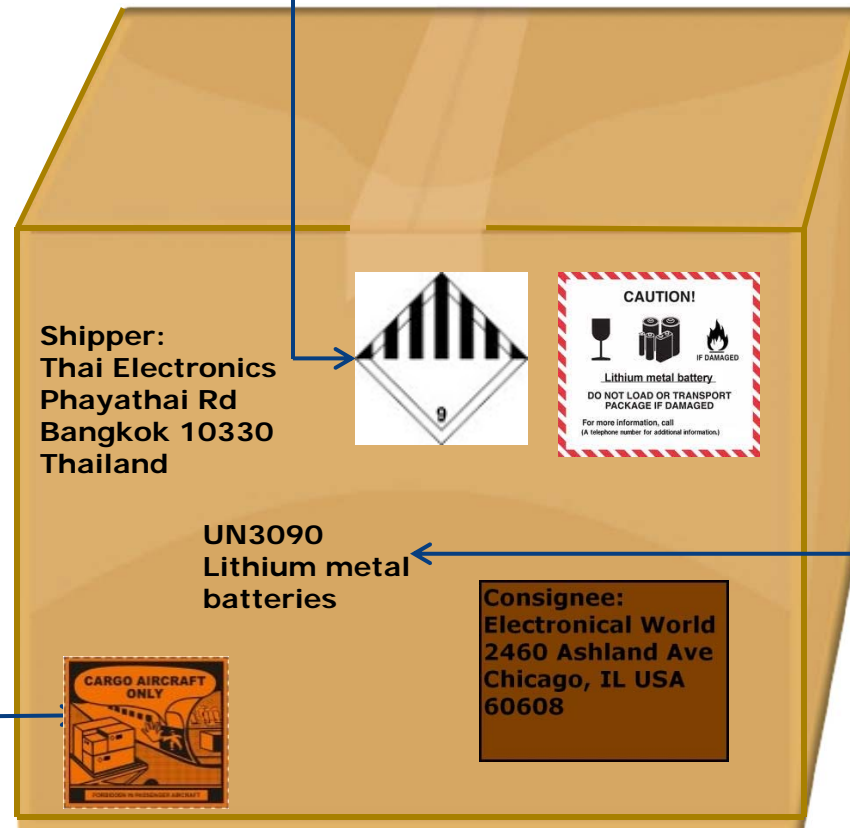 Shipper:
Thai Electronics
Phayathai Rd
Bangkok 10330
Thailand
9
CAUTION!
IF DAMAGED
Lithium metal battery
DO NOT LOAD OR TRANSPORT
PACKAGE IF DAMAGED
For more information, call
(A telephone number for additional information.)
UN3090
Lithium metal
batteries
Consignee:
Electronical World
2460 Ashland Ave
Chicago, IL USA
60608
CARGO AIRCRAFT
ONLY
FORBIDDEN IN PASSENGER AIRCRAFT